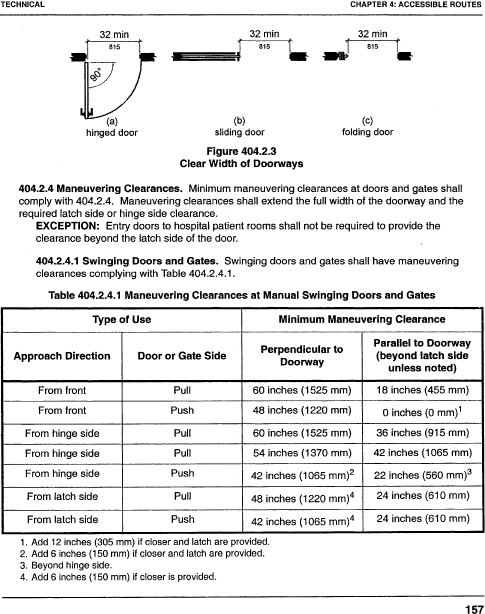 TECHNICAL CHAPTER 4: ACCESSIBLE ROUTES
32 min 32 min 32 min
815 815 815
90°
(a) (b) (c)
hinged door sliding door folding door
Figure 404.2.3
Clear Width of Doorways
404.2.4 Maneuvering Clearances. Minimum maneuvering clearances at doors and gates shall
comply with 404.2.4. Maneuvering clearances shall extend the full width of the doorway and the
required latch side or hinge side clearance.
EXCEPTION: Entry doors to hospital patient rooms shall not be required to provide the
clearance beyond the latch side of the door.
404.2.4.1 Swinging Doors and Gates. Swinging doors and gates shall have maneuvering
clearances complying with Table 404.2.4.1.
Table 404.2.4.1 Maneuvering Clearances at Manual Swinging Doors and Gates
Type of Use Minimum Maneuvering Clearance
Approach Direction Door or Gate Side Perpendicular to Doorway Parallel to Doorway (beyond latch side unless noted)
From front Pull 60 inches (1525 mm) 18 inches (455 mm)
From front Push 48 inches (1220 mm) 0 inches (0 mm)1
From hinge side Pull 60 inches (1525 mm) 36 inches (915 mm)
From hinge side Pull 54 inches (1370 mm) 42 inches (1065 mm)
From hinge side Push 42 inches (1065 mm)2 22 inches (560 mm)3
From latch side Pull 48 inches (1220 mm)4 24 inches (610 mm)
From latch side Push 42 inches (1065 mm)4 24 inches (610 mm)
1. Add 12 inches (305 mm) if closer and latch are provided.
2. Add 6 inches (150 mm) if closer and latch are provided.
3. Beyond hinge side.
4. Add 6 inches (150 mm) if closer is provided.
157